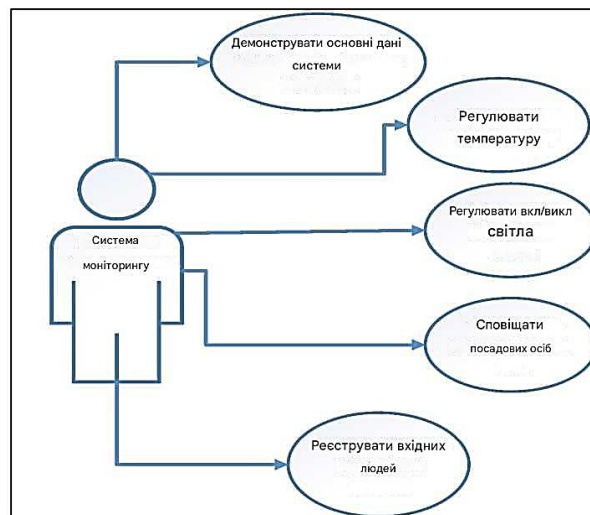 Демонструвати основні дані
системи
Регулювати
температуру
Регулювати вкл/викл
світла
Система
моніторингу
Сповіщати
посадових осіб
Реєструвати вхідних
людей